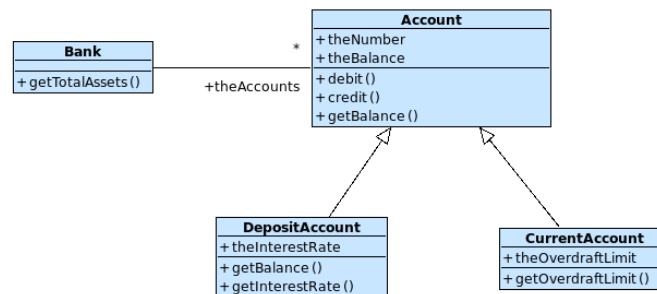 Account
+ theNumber
+ theBalance
+ debit()
+ credit()
+ getBalance()
Bank
+ getTotalAssets()
*
+theAccounts
DepositAccount
+ theInterestRate
+ getBalance()
+ getInterestRate()
CurrentAccount
+ theOverdraftLimit
+ getOverdraftLimit()